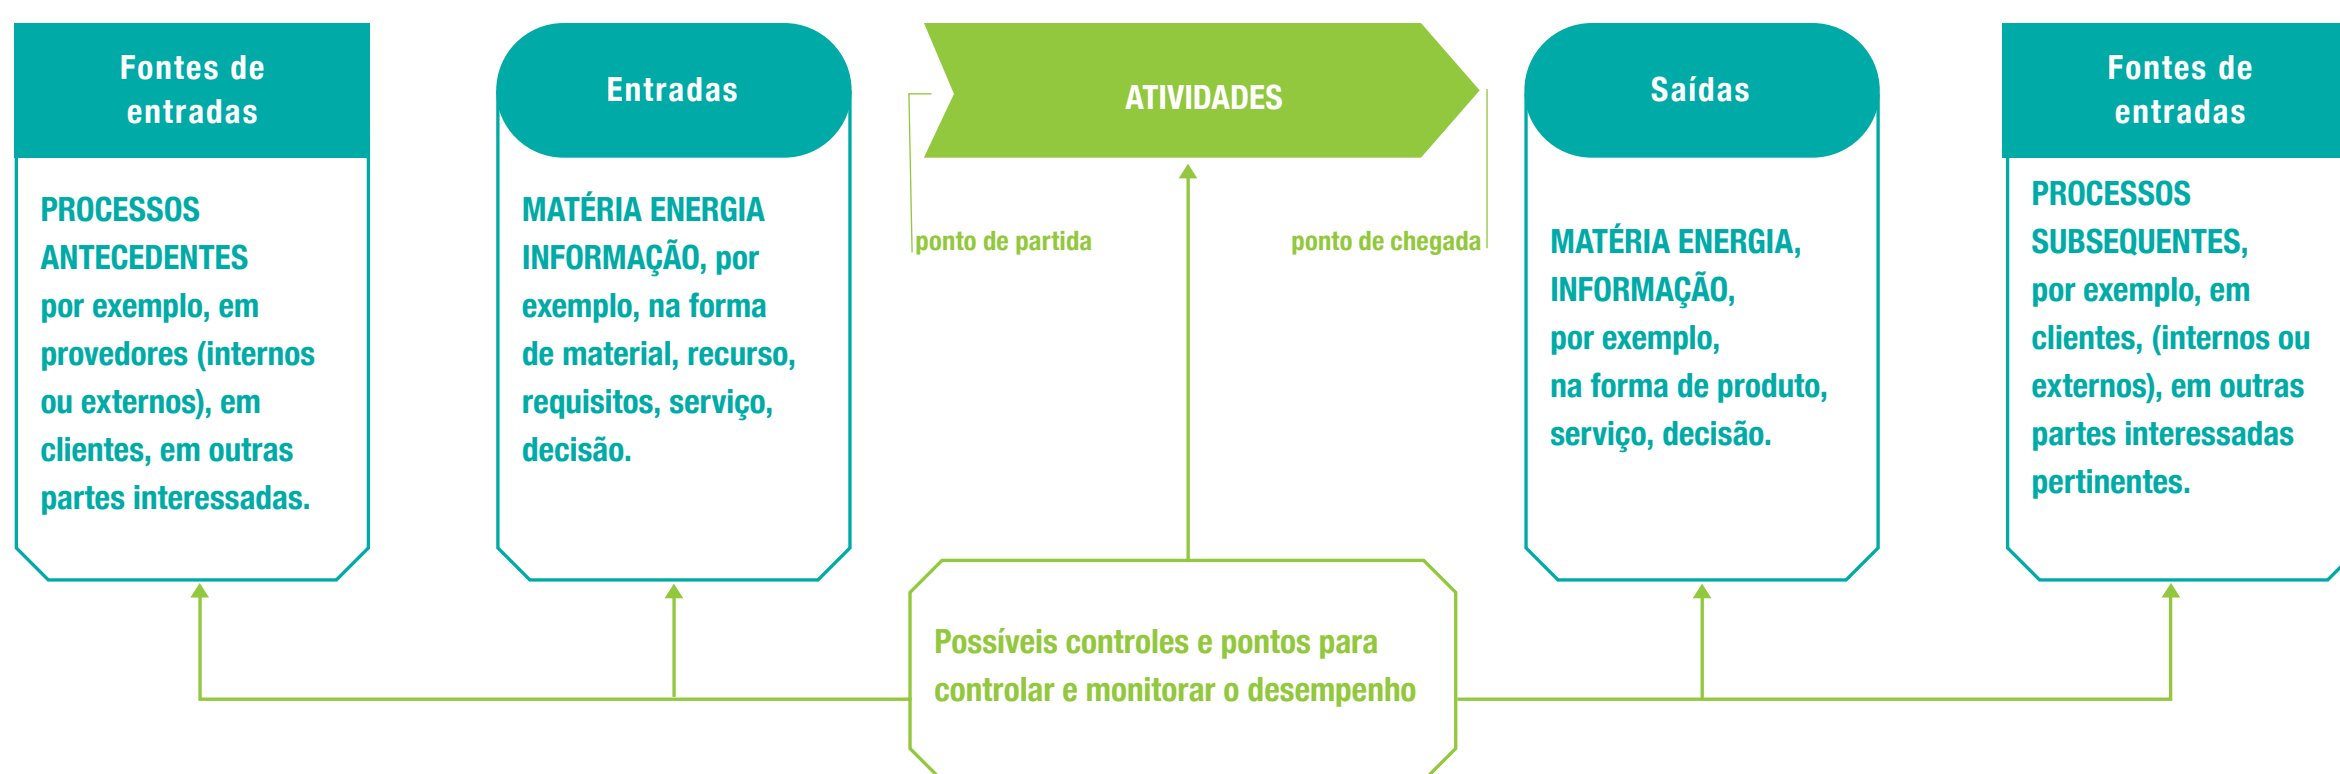 Fontes de
entradas
PROCESSOS
ANTECEDENTES
por exemplo, em
provedores (internos
ou externos), em
clientes, em outras
partes interessadas.
Entradas
MATÉRIA ENERGIA
INFORMAÇÃO, por
exemplo, na forma
de material, recurso,
requisitos, serviço,
decisão.
ATIVIDADES
ponto de partida
ponto de chegada
Saídas
MATÉRIA ENERGIA,
INFORMAÇÃO,
por exemplo,
na forma de produto,
serviço, decisão.
Fontes de
entradas
PROCESSOS
SUBSEQUENTES,
por exemplo, em
clientes, (internos ou
externos), em outras
partes interessadas
pertinentes.
Possíveis controles e pontos para
controlar e monitorar o desempenho